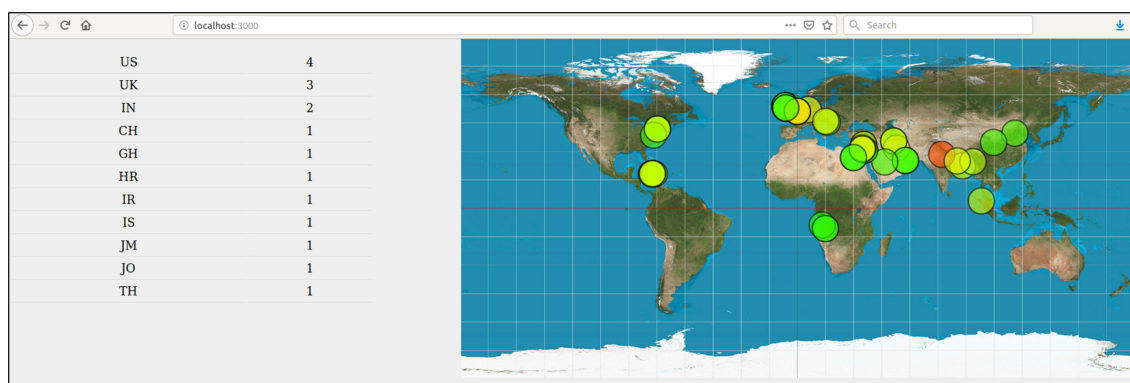 localhost:3000
Search
US 4
UK 3
IN 2
CH 1
GH 1
HR 1
IR 1
IS 1
JM 1
JO 1
TH 1